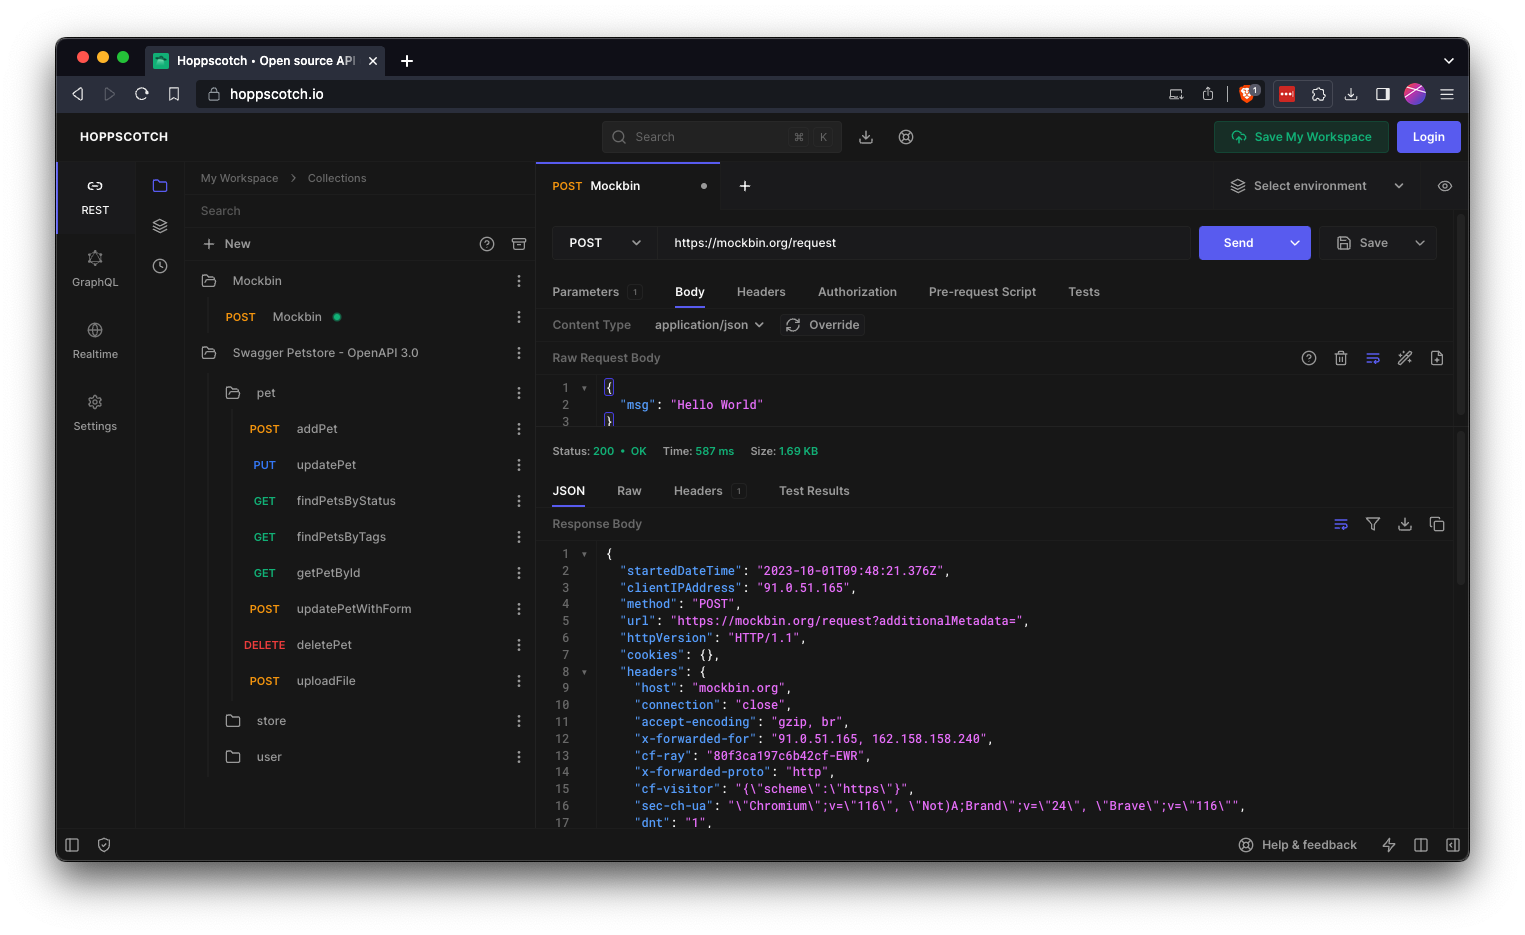 Hoppscotch • Open source API
hoppscotch.io
1
HOPPSCOTCH
Search ⌘ K
Save My Workspace
Login
REST
GraphQL
Realtime
Settings
My Workspace > Collections
Search
+ New
Mockbin
POST Mockbin
Swagger Petstore - OpenAPI 3.0
pet
POST addPet
PUT updatePet
GET findPetsByStatus
GET findPetsByTags
GET getPetById
POST updatePetWithForm
DELETE deletePet
POST uploadFile
store
user
POST Mockbin
Select environment
POST
https://mockbin.org/request
Send
Save
Parameters 1 Body Headers Authorization Pre-request Script Tests
Content Type application/json Override
Raw Request Body
1 {
2 "msg": "Hello World"
3 }
Status: 200 • OK Time: 587 ms Size: 1.69 KB
JSON Raw Headers 1 Test Results
Response Body
1 {
2 "startedDateTime": "2023-10-01T09:48:21.376Z",
3 "clientIPAddress": "91.0.51.165",
4 "method": "POST",
5 "url": "https://mockbin.org/request?additionalMetadata=",
6 "httpVersion": "HTTP/1.1",
7 "cookies": {},
8 "headers": {
9 "host": "mockbin.org",
10 "connection": "close",
11 "accept-encoding": "gzip, br",
12 "x-forwarded-for": "91.0.51.165, 162.158.158.240",
13 "cf-ray": "80f3ca197c6b42cf-EWR",
14 "x-forwarded-proto": "http",
15 "cf-visitor": "{\"scheme\":\"https\"}",
16 "sec-ch-ua": "\"Chromium\";v=\"116\", \"Not)A;Brand\";v=\"24\", \"Brave\";v=\"116\"",
17 "dnt": "1",
Help & feedback